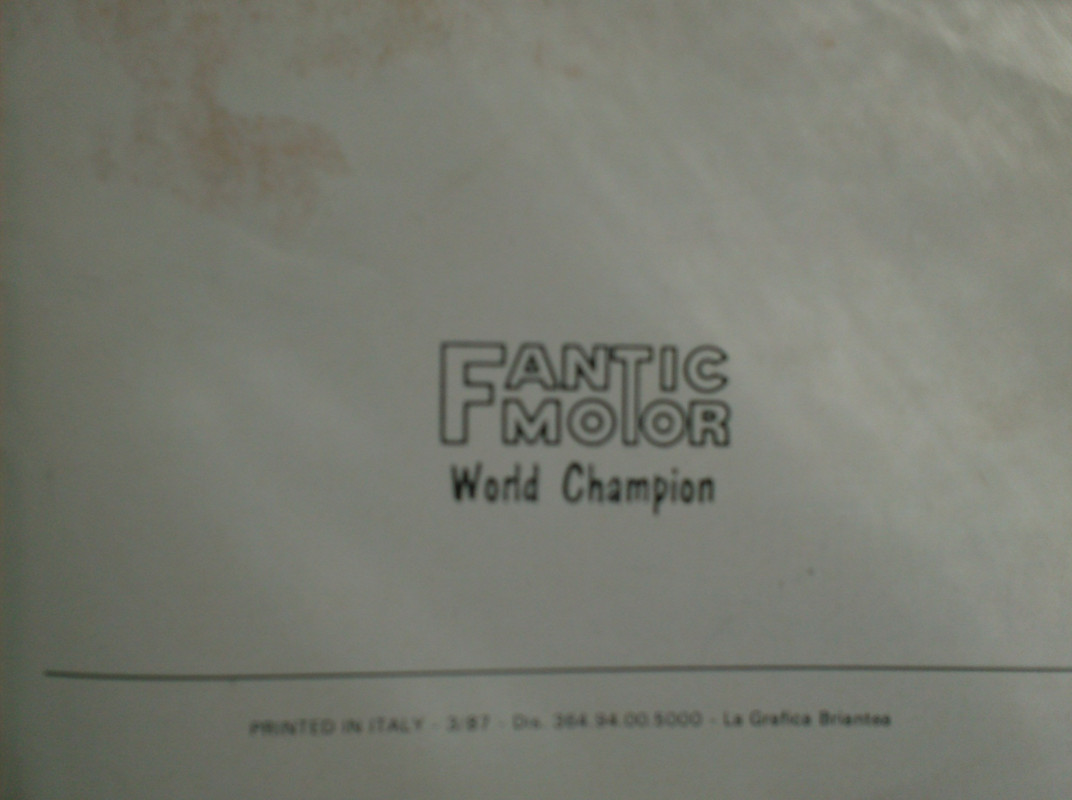 FANTIC
MOTOR
World Champion
PRINTED IN ITALY - 3/87 - Dis. 364.94.00.5000 - La Grafica Briantea